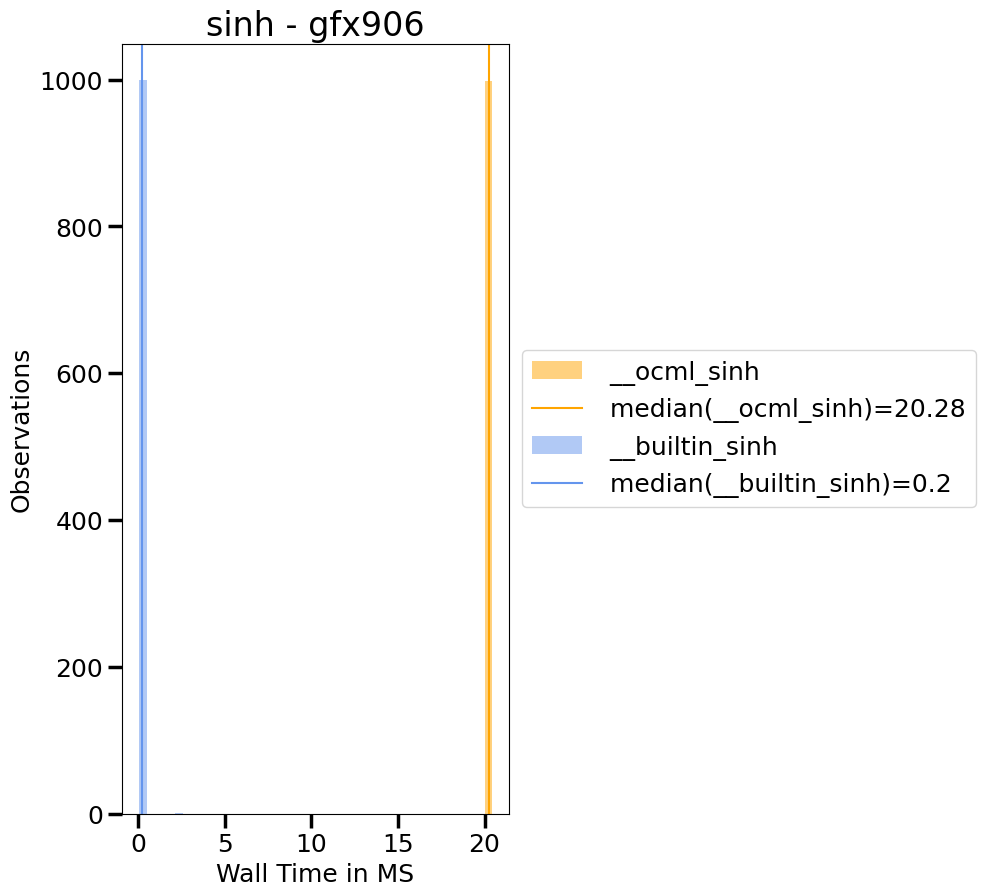 sinh - gfx906
1000
800
600
400
200
0
Observations
0 5 10 15 20
Wall Time in MS
__ocml_sinh
median(__ocml_sinh)=20.28
__builtin_sinh
median(__builtin_sinh)=0.2